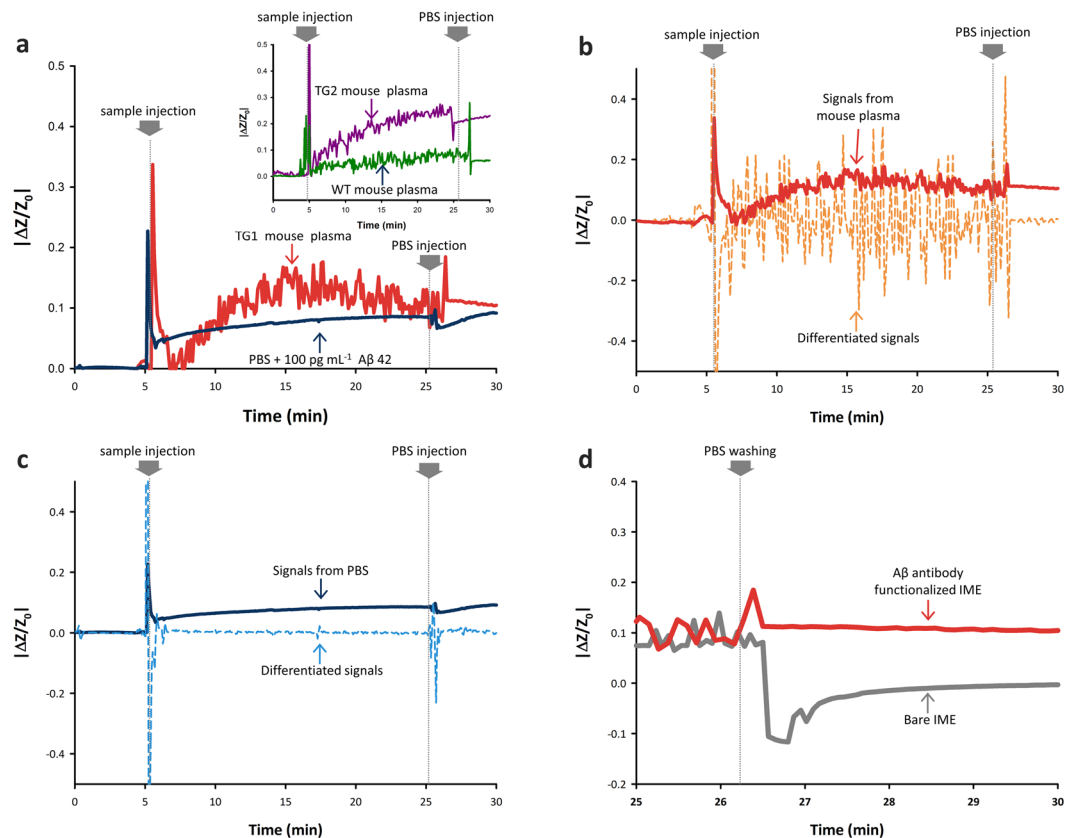 a
sample injection
PBS injection
0.5
0.4
0.3
0.2
0.1
0.0
|ΔZ/Z0|
TG2 mouse plasma
WT mouse plasma
0 5 10 15 20 25 30
Time (min)
sample injection
0.5
0.4
0.3
0.2
0.1
0.0
|ΔZ/Z0|
TG1 mouse plasma
PBS injection
PBS + 100 pg mL-1 Aβ 42
0 5 10 15 20 25 30
Time (min)
b
sample injection
PBS injection
0.4
0.2
0.0
-0.2
-0.4
|ΔZ/Z0|
Signals from
mouse plasma
Differentiated signals
0 5 10 15 20 25 30
Time (min)
c
sample injection
PBS injection
0.4
0.2
0.0
-0.2
-0.4
|ΔZ/Z0|
Signals from PBS
Differentiated signals
0 5 10 15 20 25 30
Time (min)
d
PBS washing
0.4
0.3
0.2
0.1
0.0
-0.1
-0.2
|ΔZ/Z0|
Aβ antibody
functionalized IME
Bare IME
25 26 27 28 29 30
Time (min)